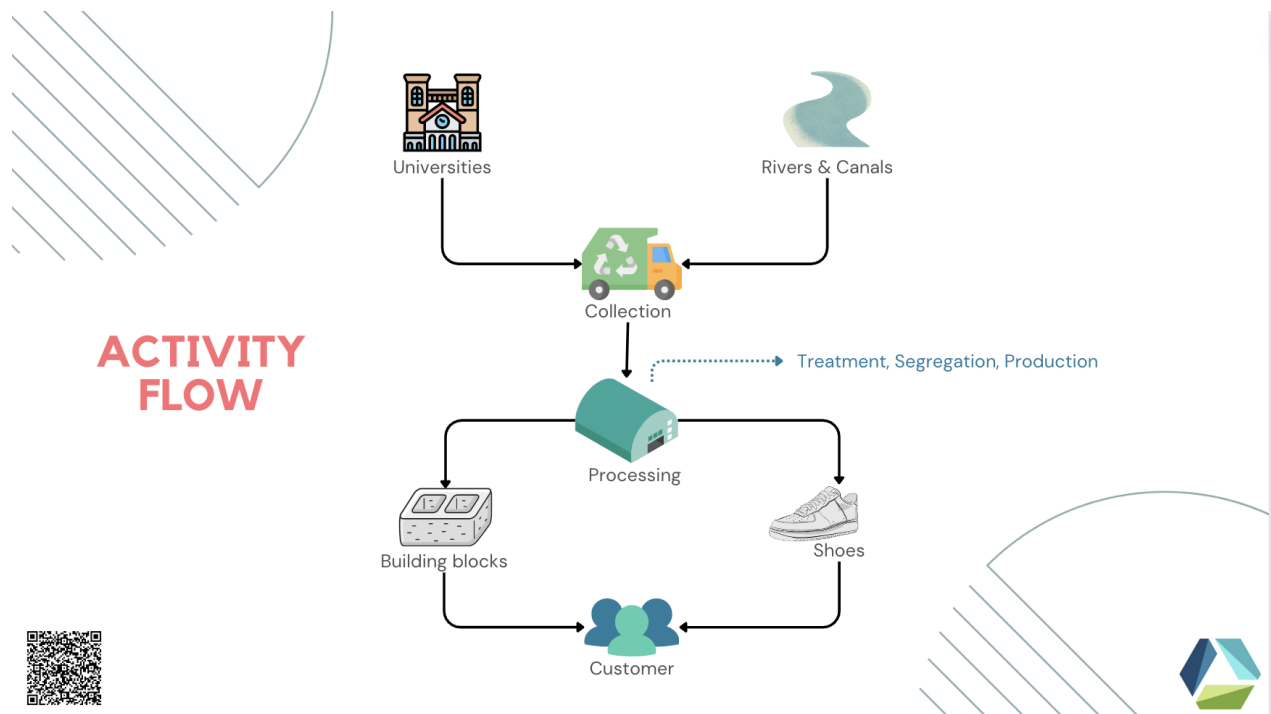 Universities
Rivers & Canals
Collection
ACTIVITY
FLOW
Treatment, Segregation, Production
Processing
Building blocks
Shoes
Customer